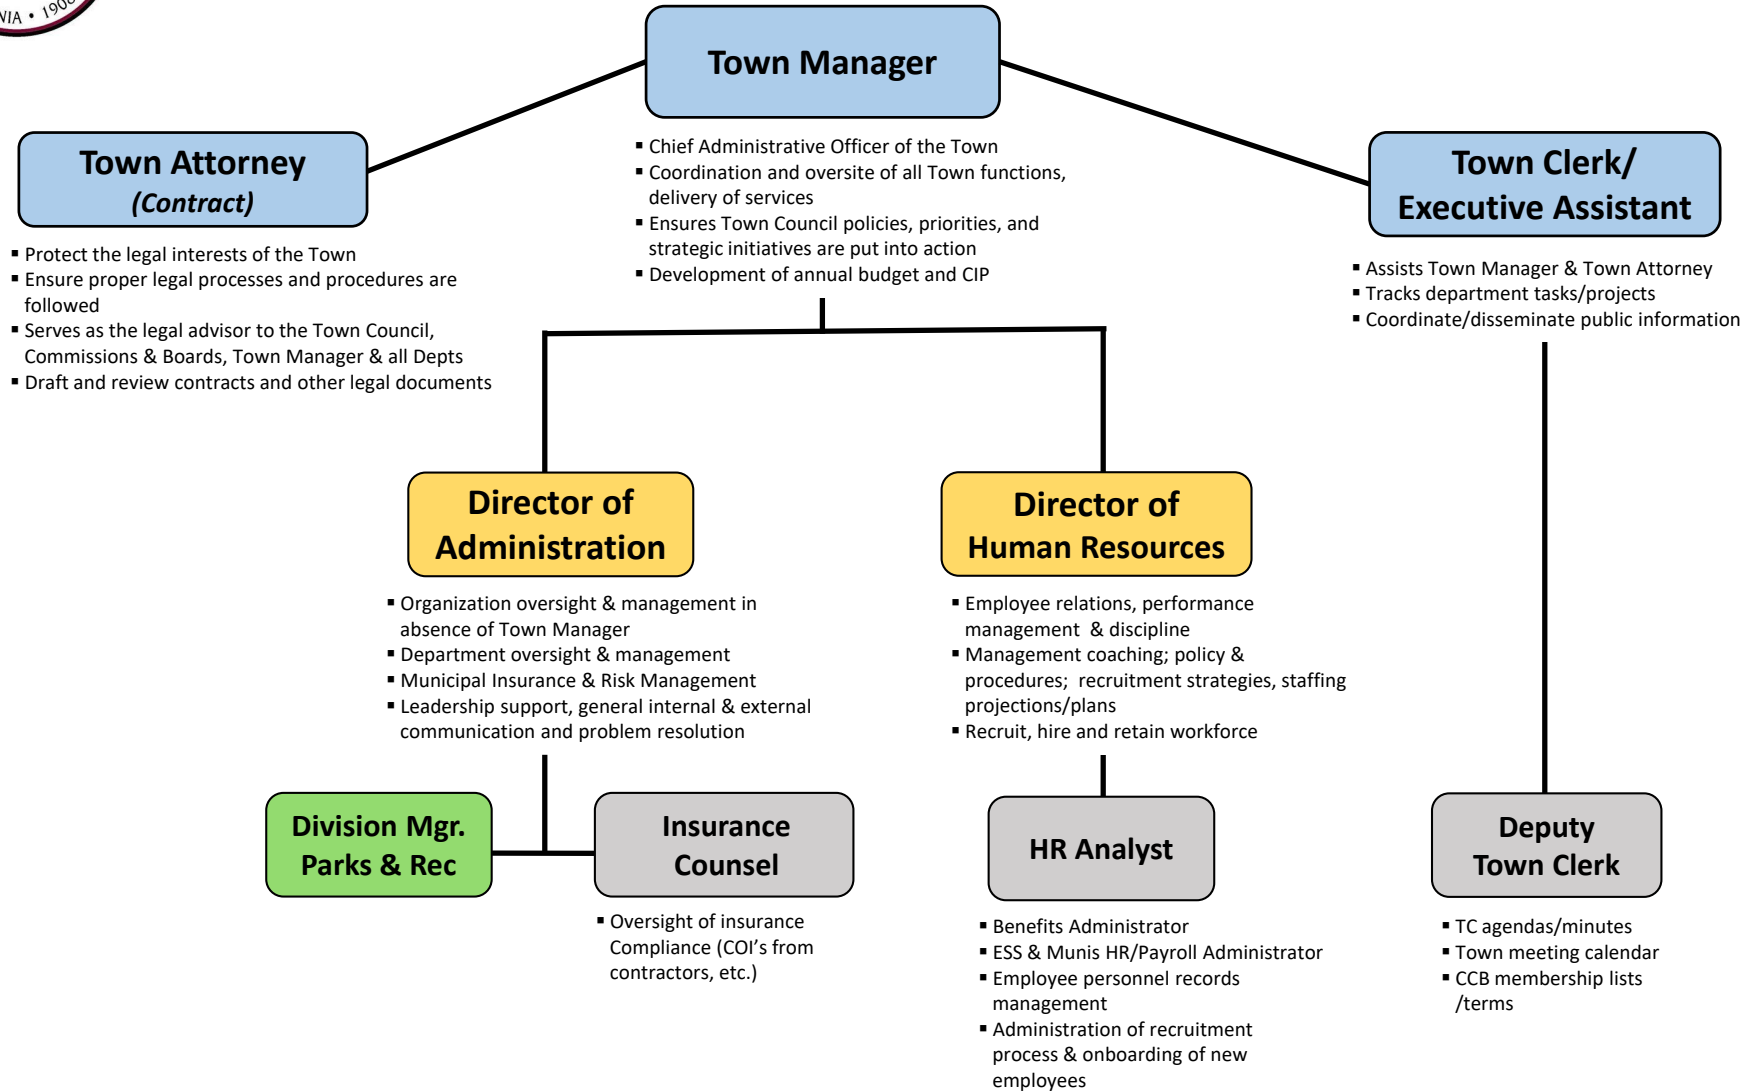 NIA • 1908
Town Manager
▪ Chief Administrative Officer of the Town
▪ Coordination and oversite of all Town functions,
delivery of services
▪ Ensures Town Council policies, priorities, and
strategic initiatives are put into action
▪ Development of annual budget and CIP
Town Attorney
(Contract)
▪ Protect the legal interests of the Town
▪ Ensure proper legal processes and procedures are
followed
▪ Serves as the legal advisor to the Town Council,
Commissions & Boards, Town Manager & all Depts
▪ Draft and review contracts and other legal documents
Town Clerk/
Executive Assistant
▪ Assists Town Manager & Town Attorney
▪ Tracks department tasks/projects
▪ Coordinate/disseminate public information
Director of
Administration
▪ Organization oversight & management in
absence of Town Manager
▪ Department oversight & management
▪ Municipal Insurance & Risk Management
▪ Leadership support, general internal & external
communication and problem resolution
Director of
Human Resources
▪ Employee relations, performance
management & discipline
▪ Management coaching; policy &
procedures; recruitment strategies, staffing
projections/plans
▪ Recruit, hire and retain workforce
Division Mgr.
Parks & Rec
Insurance
Counsel
▪ Oversight of insurance
Compliance (COI's from
contractors, etc.)
HR Analyst
▪ Benefits Administrator
▪ ESS & Munis HR/Payroll Administrator
▪ Employee personnel records
management
▪ Administration of recruitment
process & onboarding of new
employees
Deputy
Town Clerk
▪ TC agendas/minutes
▪ Town meeting calendar
▪ CCB membership lists
/terms